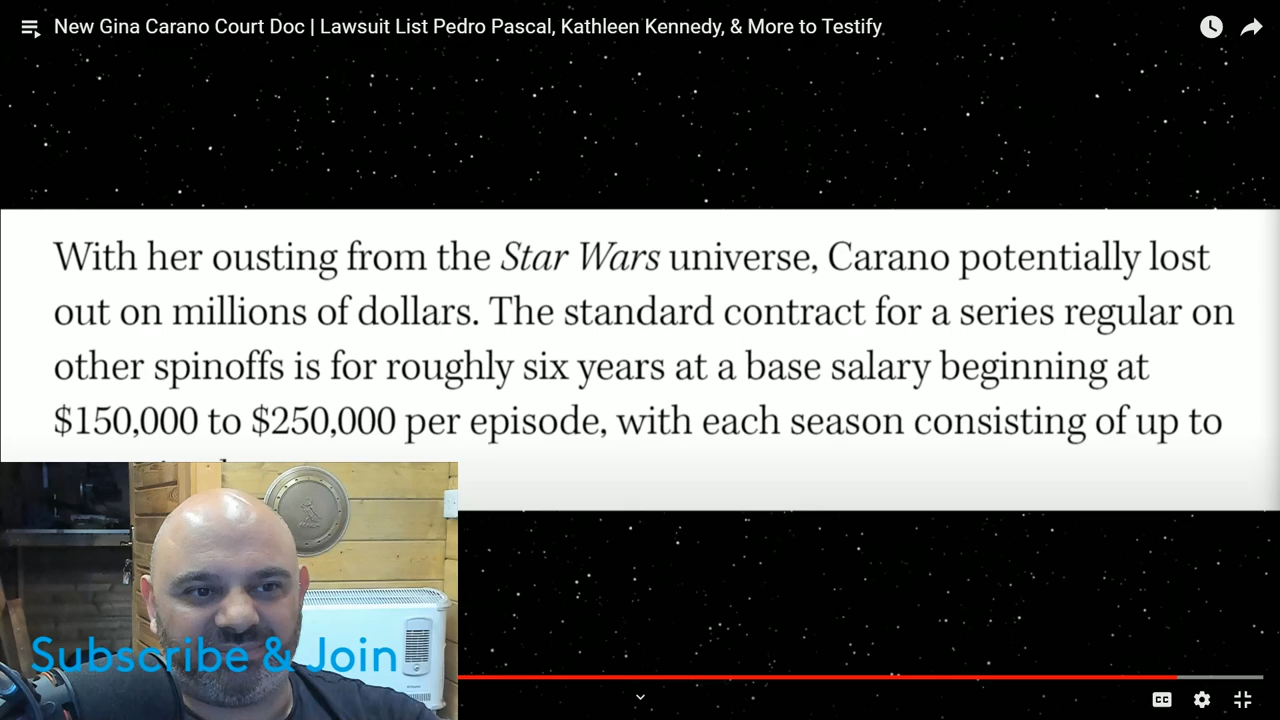 New Gina Carano Court Doc | Lawsuit List Pedro Pascal, Kathleen Kennedy, & More to Testify
With her ousting from the Star Wars universe, Carano potentially lost
out on millions of dollars. The standard contract for a series regular on
other spinoffs is for roughly six years at a base salary beginning at
$150,000 to $250,000 per episode, with each season consisting of up to
Subscribe & Join
CC